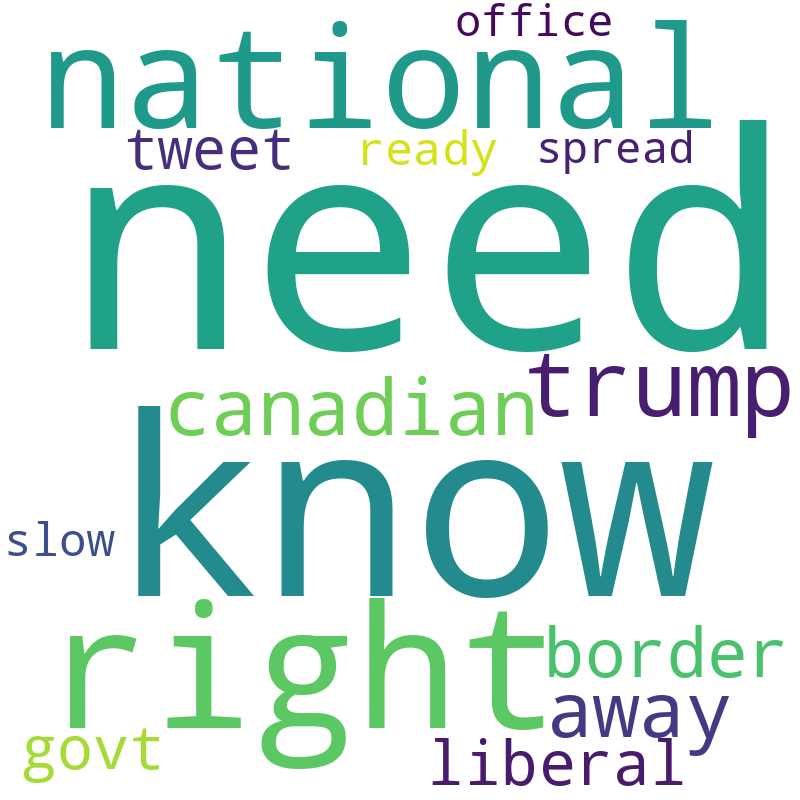 office
national
tweet ready spread
need
trump
canadian
know
slow
right
border
away
govt
liberal